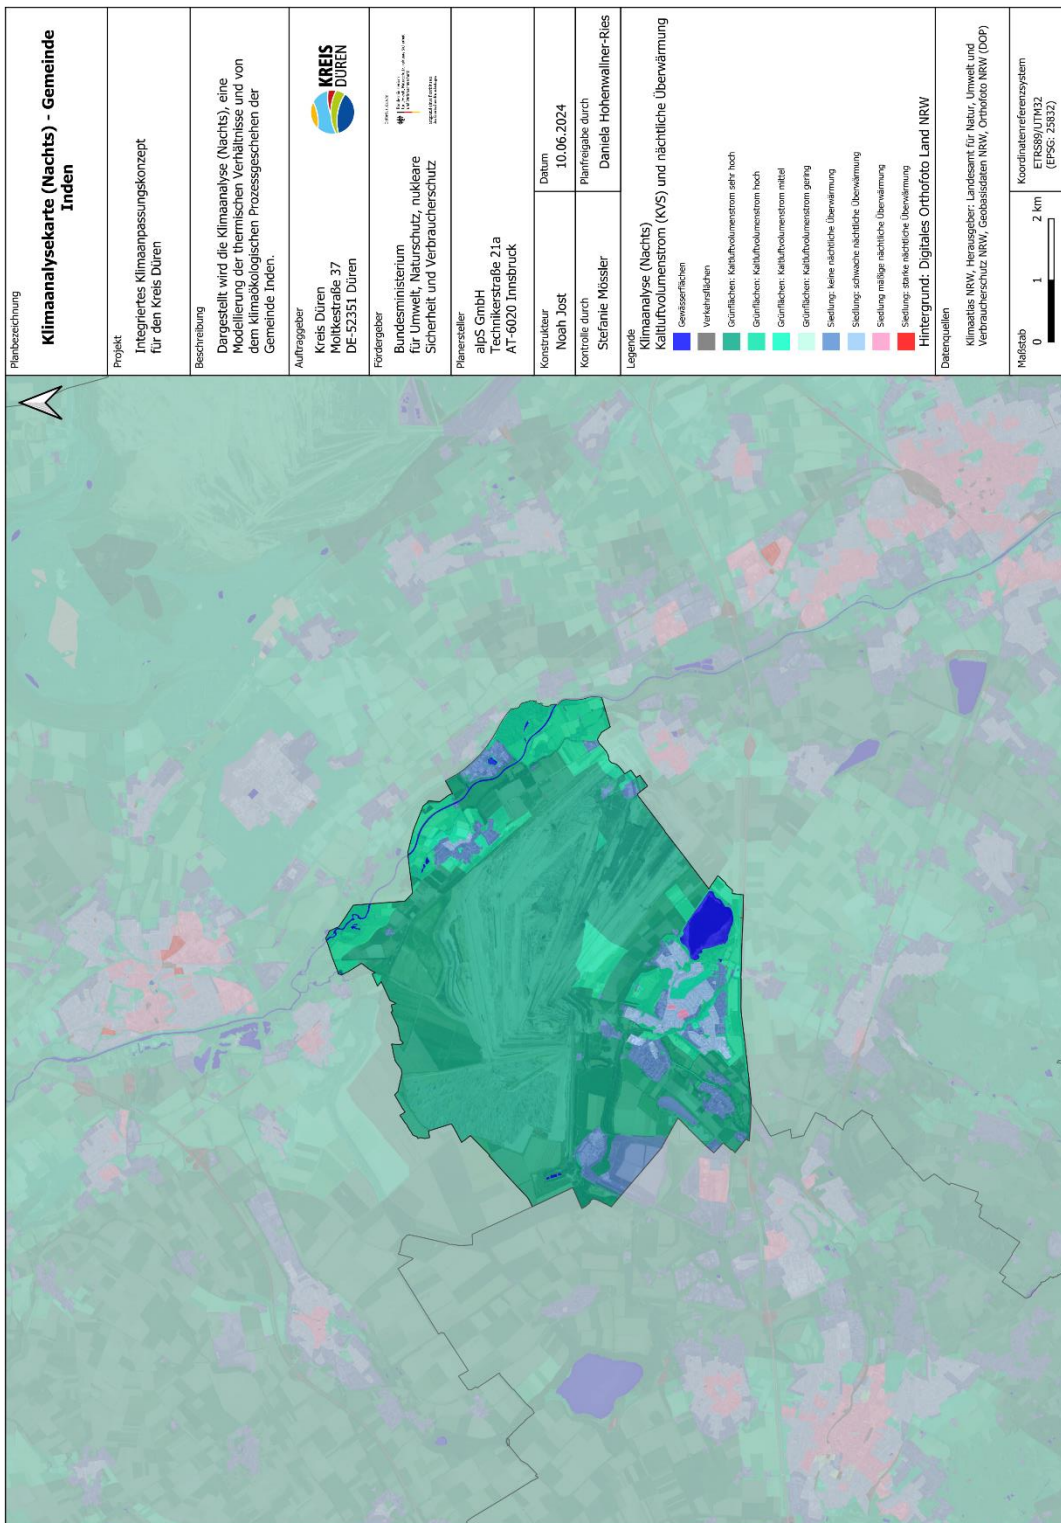 Planbezeichnung
Klimaanalysekarte (Nachts) - Gemeinde
Inden
Projekt
Integriertes Klimaanpassungskonzept
für den Kreis Düren
Beschreibung
Dargestellt wird die Klimaanalyse (Nachts), eine
Modellierung der thermischen Verhältnisse und von
dem klimaökologischen Prozessgeschehen der
Gemeinde Inden.
Auftraggeber
Kreis Düren
Moltkestraße 37
DE-52351 Düren
KREIS
DÜREN
Fördergeber
Bundesministerium
für Umwelt, Naturschutz, nukleare
Sicherheit und Verbraucherschutz
Planersteller
alpS GmbH
Technikerstraße 21a
AT-6020 Innsbruck
Konstrukteur
Noah Jost
Datum
10.06.2024
Kontrolle durch
Stefanie Mössler
Planfreigabe durch
Daniela Hohenwallner-Ries
Legende
Klimaanalyse (Nachts)
Kaltluftvolumenstrom (KVS) und nächtliche Überwärmung
Gewässerflächen
Verkehrsflächen
Grünflächen: Kaltluftvolumenstrom sehr hoch
Grünflächen: Kaltluftvolumenstrom hoch
Grünflächen: Kaltluftvolumenstrom mittel
Grünflächen: Kaltluftvolumenstrom gering
Siedlung: keine nächtliche Überwärmung
Siedlung: schwache nächtliche Überwärmung
Siedlung mäßige nächtliche Überwärmung
Siedlung: starke nächtliche Überwärmung
Hintergrund: Digitales Orthofoto Land NRW
Datenquellen
Klimaatlas NRW, Herausgeber: Landesamt für Natur, Umwelt und
Verbraucherschutz NRW, Geobasisdaten NRW, Orthofoto NRW (DOP)
Maßstab
0 1 2 km
Koordinatenreferenzsystem
ETRS89/UTM32
(EPSG: 25832)